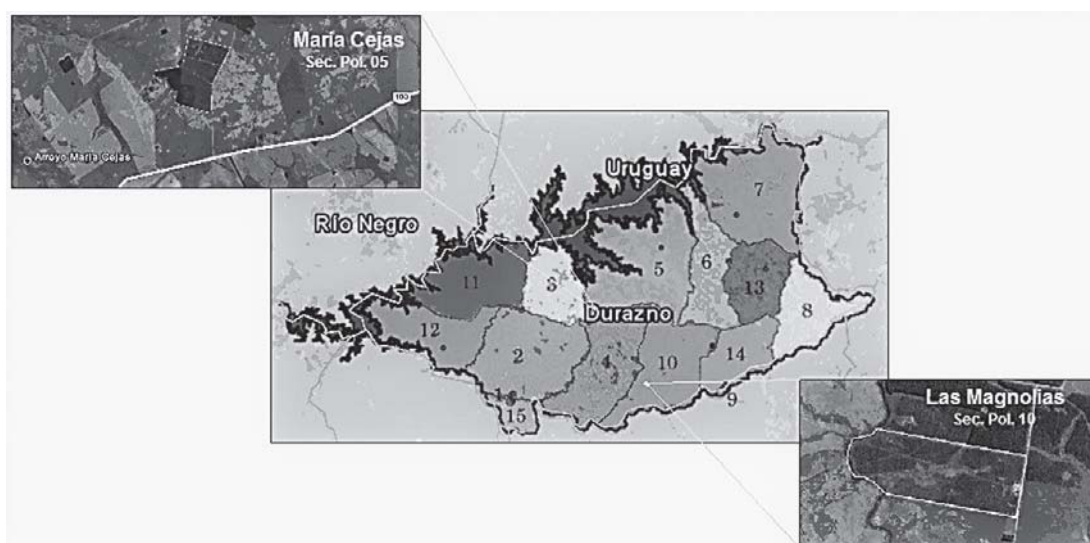 María Cejas
Sec. Pol. 05
Arroyo María Cejas
Uruguay
Río Negro
7
5
6
13
11
3
8
Durazno
12
2
4
10
14
9
15
Las Magnolias
Sec. Pol. 10